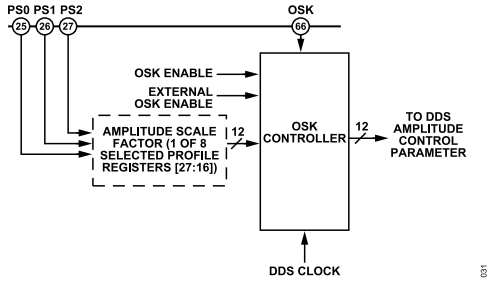 PS0 PS1 PS2 OSK
25 26 27 66
OSK ENABLE
EXTERNAL
OSK ENABLE
AMPLITUDE SCALE
FACTOR (1 OF 8
SELECTED PROFILE
REGISTERS [27:16])
12
OSK
CONTROLLER
12
TO DDS
AMPLITUDE
CONTROL
PARAMETER
DDS CLOCK
031